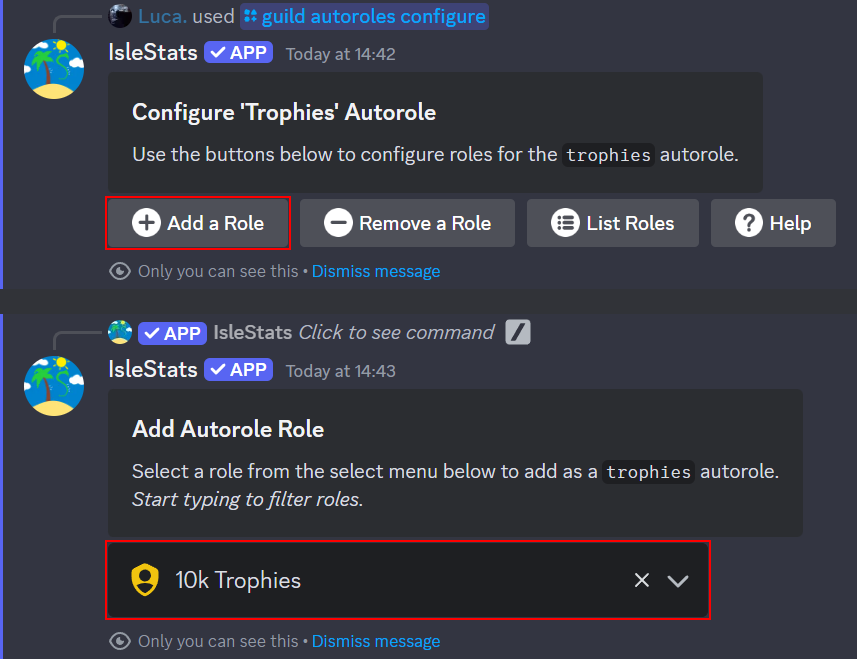 Luca. used guild autoroles configure
IsleStats APP Today at 14:42
Configure 'Trophies' Autorole
Use the buttons below to configure roles for the trophies autorole.
Add a Role Remove a Role List Roles Help
Only you can see this • Dismiss message
APP IsleStats Click to see command
IsleStats APP Today at 14:43
Add Autorole Role
Select a role from the select menu below to add as a trophies autorole.
Start typing to filter roles.
10k Trophies
Only you can see this • Dismiss message